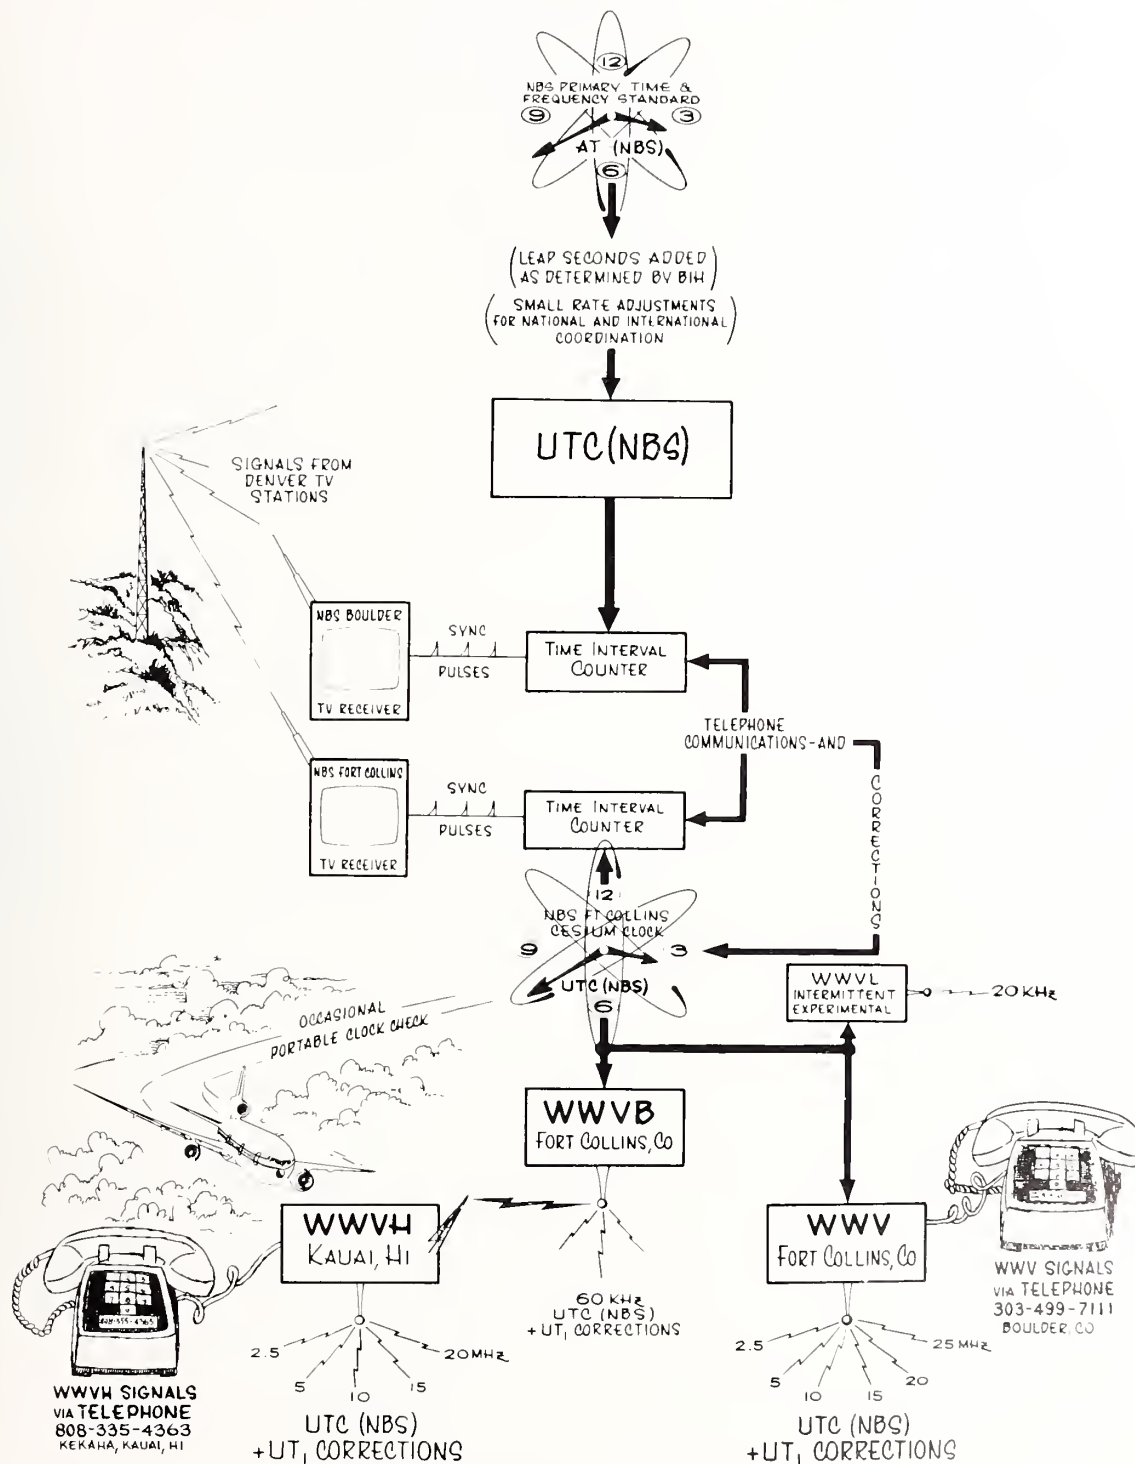 12
NBS PRIMARY TIME &
FREQUENCY STANDARD
9
3
AT (NBS)
6
(LEAP SECONDS ADDED
AS DETERMINED BY BIH)
(SMALL RATE ADJUSTMENTS
FOR NATIONAL AND INTERNATIONAL
COORDINATION)
UTC (NBS)
SIGNALS FROM
DENVER TV
STATIONS
NBS BOULDER
TV RECEIVER
SYNC
PULSES
TIME INTERVAL
COUNTER
TELEPHONE
COMMUNICATIONS-AND
CORRECTIONS
NBS FORT COLLINS
TV RECEIVER
SYNC
PULSES
TIME INTERVAL
COUNTER
12
NBS FT COLLINS
CESIUM CLOCK
9
3
UTC (NBS)
6
WWVL
INTERMITTENT
EXPERIMENTAL
20 KHz
OCCASIONAL
PORTABLE CLOCK CHECK
WWVB
FORT COLLINS, CO
60 KHz
UTC (NBS)
+ UT1 CORRECTIONS
WWVH
KAUAI, HI
2.5
5
10
15
20 MHz
UTC (NBS)
+UT1 CORRECTIONS
808-335-4363
WWVH SIGNALS
VIA TELEPHONE
808-335-4363
KEKAHA, KAUAI, HI
WWV
FORT COLLINS, CO
2.5
5
10
15
20
25 MHz
UTC (NBS)
+UT1 CORRECTIONS
WWV SIGNALS
VIA TELEPHONE
303-499-7111
BOULDER, CO